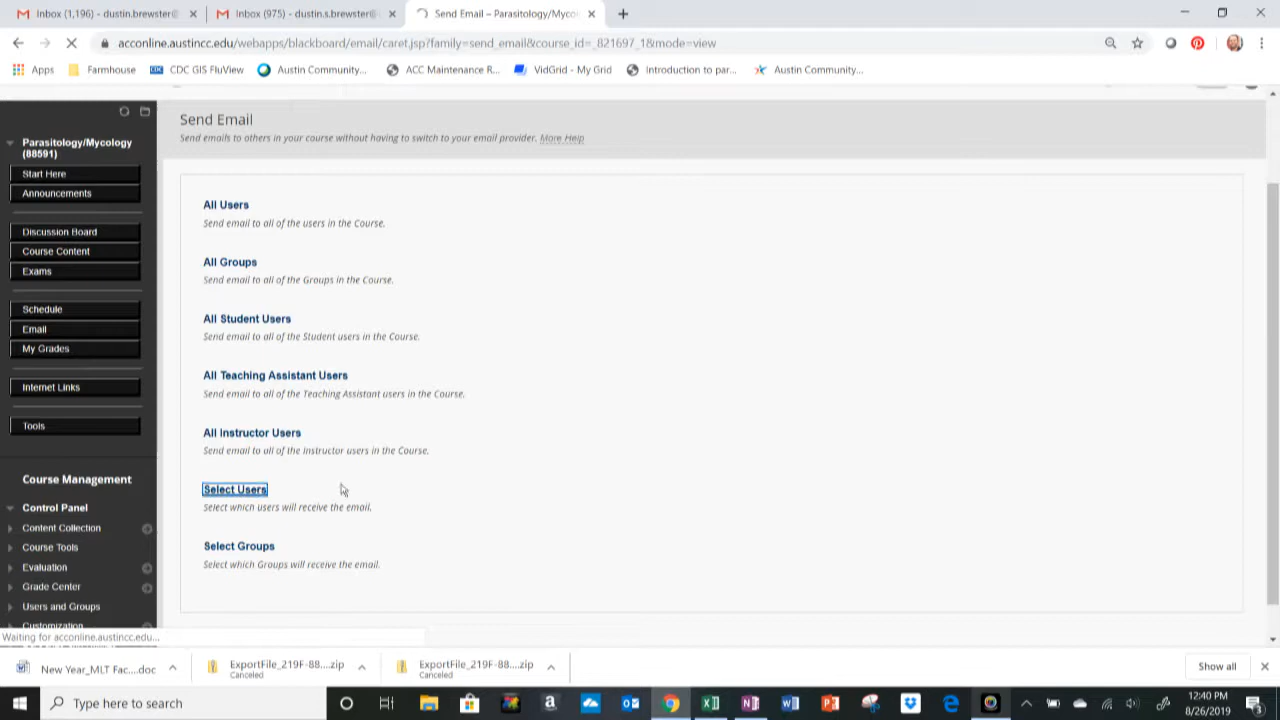 Inbox (1,196) - dustin.brewster@
Inbox (975) - dustin.s.brewster@
Send Email – Parasitology/Myco
acconline.austincc.edu/webapps/blackboard/email/caret.jsp?family=send_email&course_id=_821697_1&mode=view
Apps
Farmhouse
CDC GIS FluView
Austin Community...
ACC Maintenance R...
VidGrid - My Grid
Introduction to par...
Austin Community...
Send Email
Send emails to others in your course without having to switch to your email provider. More Help
Parasitology/Mycology
(88591)
Start Here
Announcements
Discussion Board
Course Content
Exams
Schedule
Email
My Grades
Internet Links
Tools
Course Management
Control Panel
Content Collection
Course Tools
Evaluation
Grade Center
Users and Groups
Customization
All Users
Send email to all of the users in the Course.
All Groups
Send email to all of the Groups in the Course.
All Student Users
Send email to all of the Student users in the Course.
All Teaching Assistant Users
Send email to all of the Teaching Assistant users in the Course.
All Instructor Users
Send email to all of the Instructor users in the Course.
Select Users
Select which users will receive the email.
Select Groups
Select which Groups will receive the email.
Waiting for acconline.austincc.edu...
New Year_MLT Fac....doc
ExportFile_219F-88....zip
Canceled
ExportFile_219F-88....zip
Canceled
Show all
Type here to search
12:40 PM
8/26/2019
3